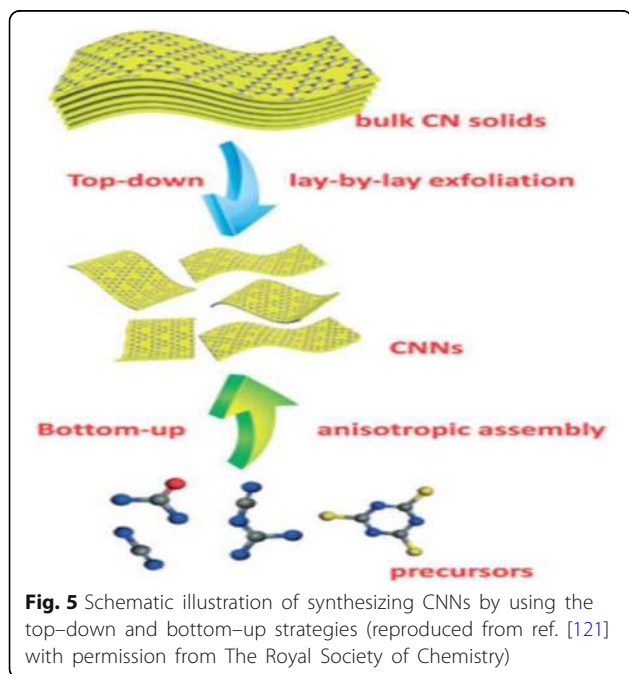 bulk CN solids
Top-down lay-by-lay exfoliation
CNNs
Bottom-up anisotropic assembly
precursors
Fig. 5 Schematic illustration of synthesizing CNNs by using the
top–down and bottom–up strategies (reproduced from ref. [121]
with permission from The Royal Society of Chemistry)